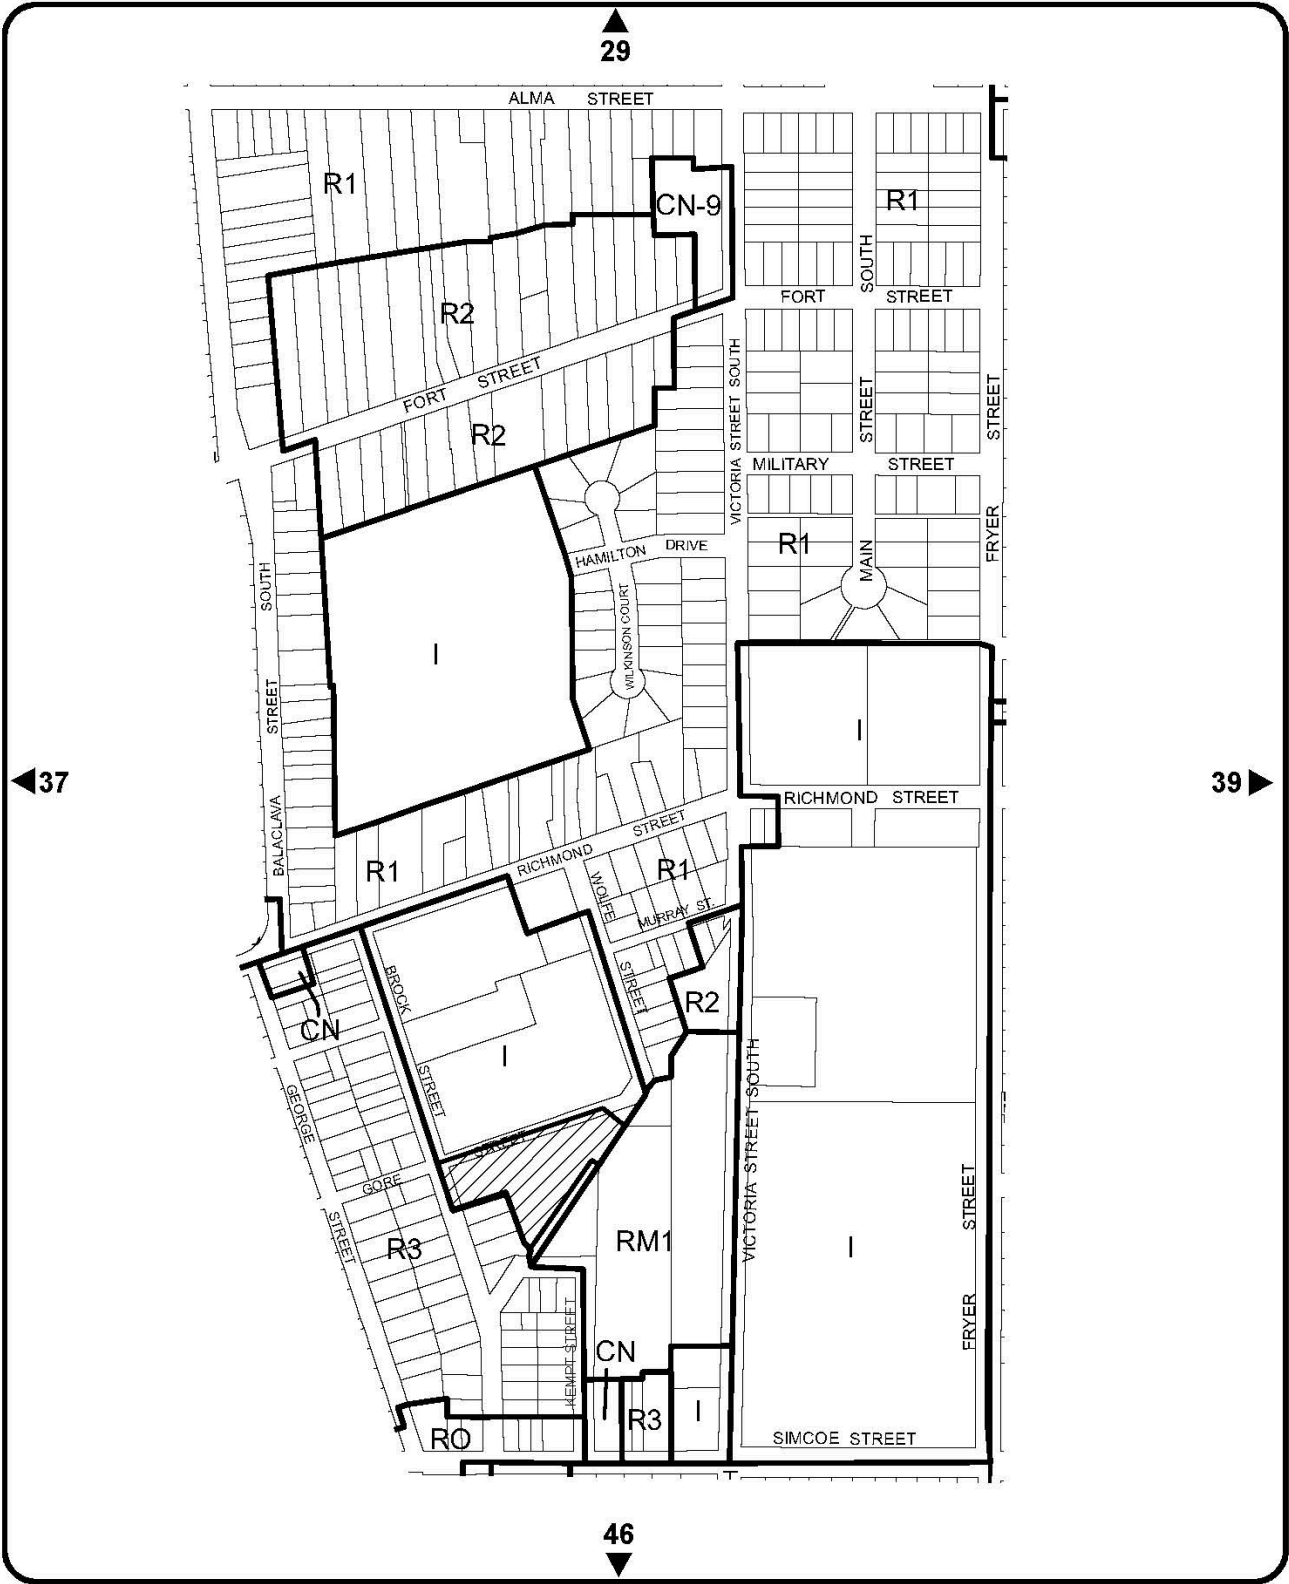 29
ALMA STREET
R1
CN-9
R1
SOUTH
FORT STREET
R2
FORT STREET
R2
VICTORIA STREET SOUTH
STREET
STREET
MILITARY STREET
FRYER
R1
MAIN
HAMILTON DRIVE
WILKINSON COURT
SOUTH
STREET
BALACLAVA
I
I
37
39
RICHMOND STREET
RICHMOND STREET
R1
R1
WOLFE
STREET
MURRAY ST.
BROCK
STREET
R2
CN
I
GEORGE
STREET
VICTORIA STREET SOUTH
STREET
GORE
R3
RM1
I
STREET
FRYER
KEMPT STREET
CN
R3
I
RO
SIMCOE STREET
46